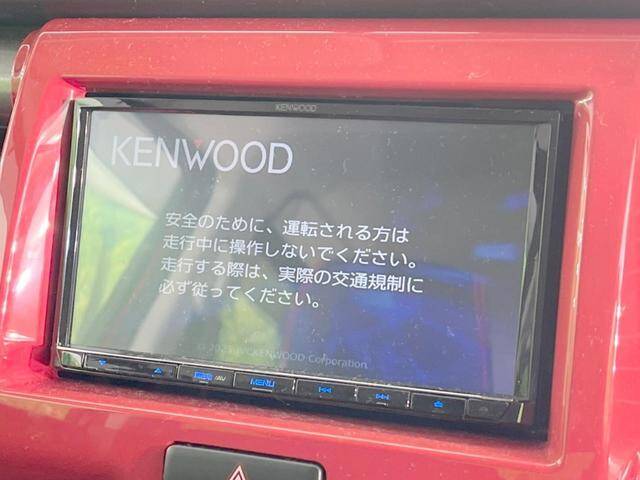 KENWOOD
KENWOOD
安全のために、運転される方は
走行中に操作しないでください。
走行する際は、実際の交通規制に
必ず従ってください。
JVCKENWOOD Corporation
MENU